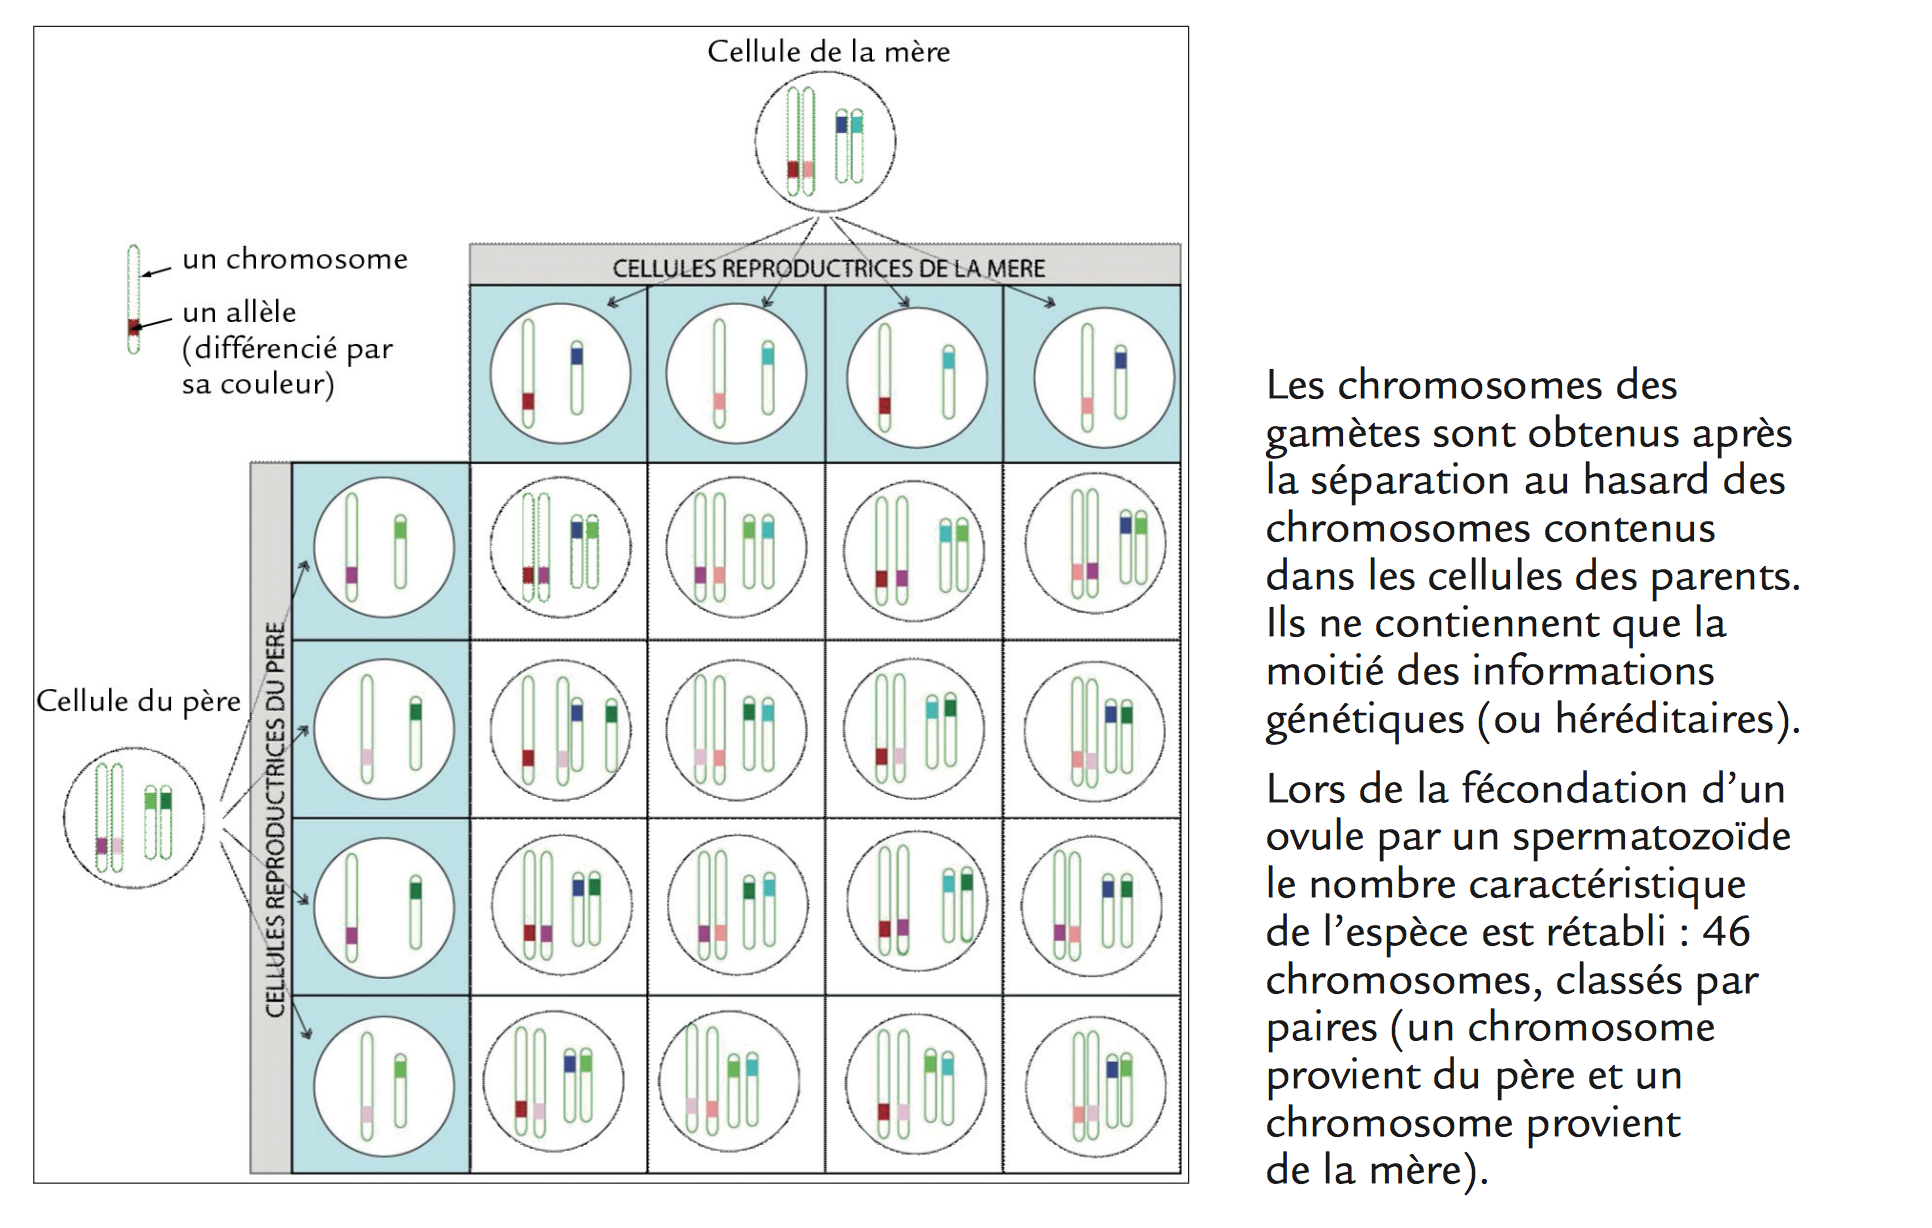 Cellule de la mère
un chromosome
un allèle
(différencié par
sa couleur)
CELLULES REPRODUCTRICES DE LA MERE
Cellule du père
CELLULES REPRODUCTRICES DU PERE
Les chromosomes des
gamètes sont obtenus après
la séparation au hasard des
chromosomes contenus
dans les cellules des parents.
Ils ne contiennent que la
moitié des informations
génétiques (ou héréditaires).
Lors de la fécondation d’un
ovule par un spermatozoïde
le nombre caractéristique
de l’espèce est rétabli : 46
chromosomes, classés par
paires (un chromosome
provient du père et un
chromosome provient
de la mère).